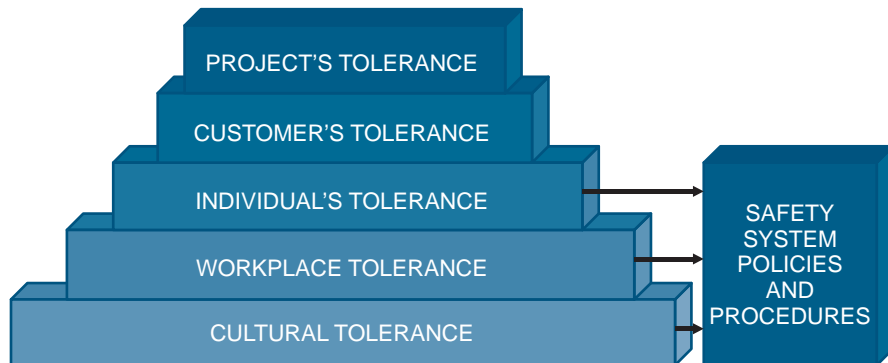 PROJECT’S TOLERANCE
CUSTOMER’S TOLERANCE
INDIVIDUAL’S TOLERANCE
WORKPLACE TOLERANCE
CULTURAL TOLERANCE
SAFETY
SYSTEM
POLICIES
AND
PROCEDURES